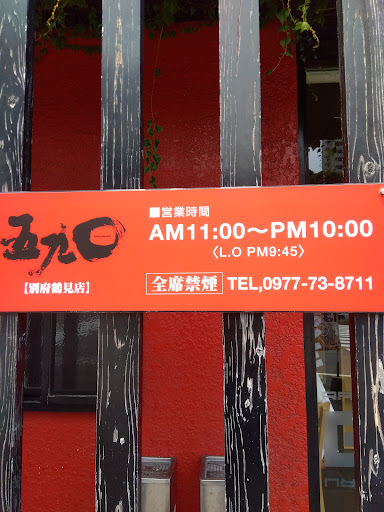 五九〇
【別府鶴見店】
■営業時間
AM11:00〜PM10:00
〈L.O PM9:45〉
全席禁煙 TEL,0977-73-8711